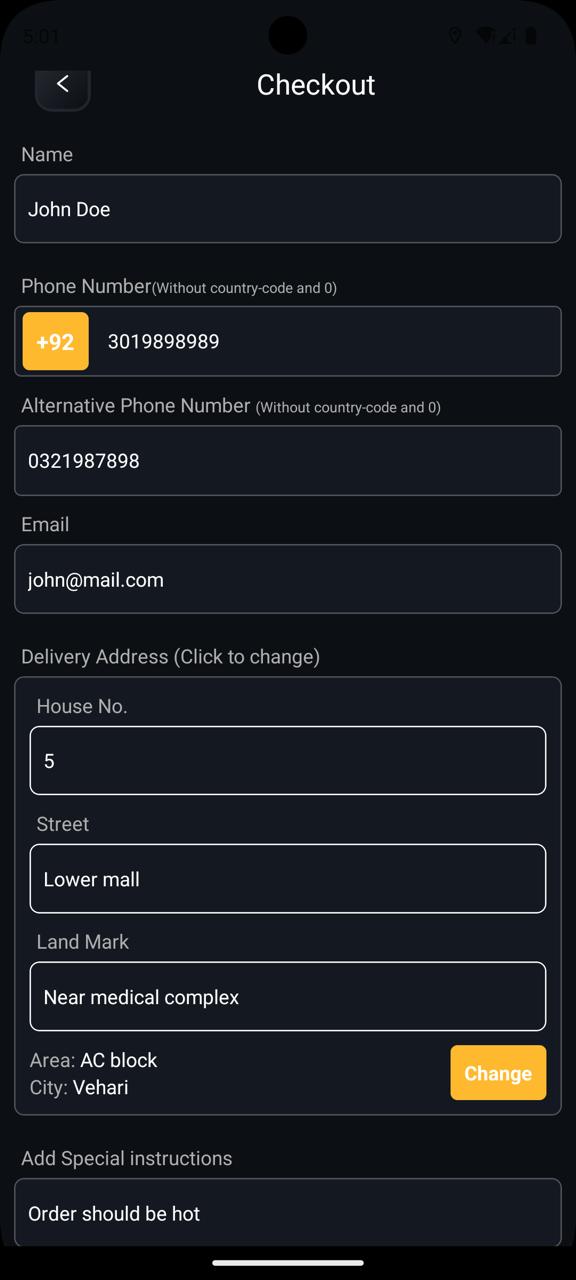 5:01
Checkout
Name
John Doe
Phone Number(Without country-code and 0)
+92 3019898989
Alternative Phone Number (Without country-code and 0)
0321987898
Email
john@mail.com
Delivery Address (Click to change)
House No.
5
Street
Lower mall
Land Mark
Near medical complex
Area: AC block
City: Vehari
Change
Add Special instructions
Order should be hot